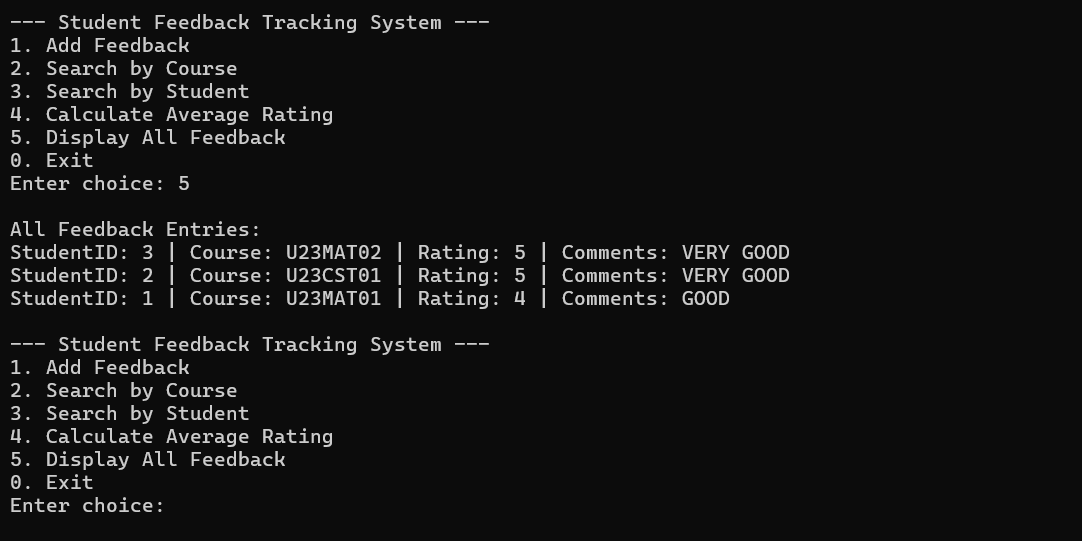 --- Student Feedback Tracking System ---
1. Add Feedback
2. Search by Course
3. Search by Student
4. Calculate Average Rating
5. Display All Feedback
0. Exit
Enter choice: 5
All Feedback Entries:
StudentID: 3 | Course: U23MAT02 | Rating: 5 | Comments: VERY GOOD
StudentID: 2 | Course: U23CST01 | Rating: 5 | Comments: VERY GOOD
StudentID: 1 | Course: U23MAT01 | Rating: 4 | Comments: GOOD
--- Student Feedback Tracking System ---
1. Add Feedback
2. Search by Course
3. Search by Student
4. Calculate Average Rating
5. Display All Feedback
0. Exit
Enter choice: